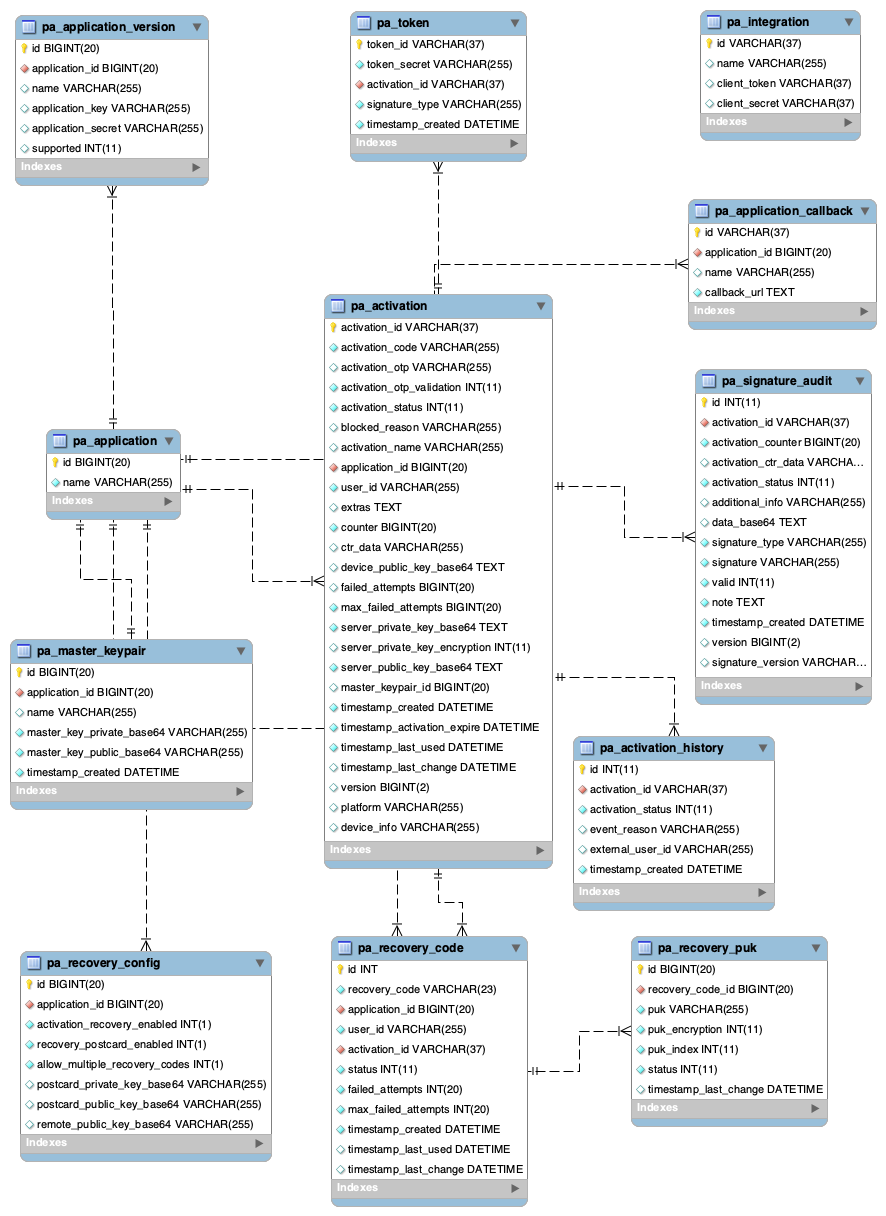 pa_application_version
id BIGINT(20)
application_id BIGINT(20)
name VARCHAR(255)
application_key VARCHAR(255)
application_secret VARCHAR(255)
supported INT(11)
Indexes
pa_token
token_id VARCHAR(37)
token_secret VARCHAR(255)
activation_id VARCHAR(37)
signature_type VARCHAR(255)
timestamp_created DATETIME
Indexes
pa_integration
id VARCHAR(37)
name VARCHAR(255)
client_token VARCHAR(37)
client_secret VARCHAR(37)
Indexes
pa_application_callback
id VARCHAR(37)
application_id BIGINT(20)
name VARCHAR(255)
callback_url TEXT
Indexes
pa_activation
activation_id VARCHAR(37)
activation_code VARCHAR(255)
activation_otp VARCHAR(255)
activation_otp_validation INT(11)
activation_status INT(11)
blocked_reason VARCHAR(255)
activation_name VARCHAR(255)
application_id BIGINT(20)
user_id VARCHAR(255)
extras TEXT
counter BIGINT(20)
ctr_data VARCHAR(255)
device_public_key_base64 TEXT
failed_attempts BIGINT(20)
max_failed_attempts BIGINT(20)
server_private_key_base64 TEXT
server_private_key_encryption INT(11)
server_public_key_base64 TEXT
master_keypair_id BIGINT(20)
timestamp_created DATETIME
timestamp_activation_expire DATETIME
timestamp_last_used DATETIME
timestamp_last_change DATETIME
version BIGINT(2)
platform VARCHAR(255)
device_info VARCHAR(255)
Indexes
pa_signature_audit
id INT(11)
activation_id VARCHAR(37)
activation_counter BIGINT(20)
activation_ctr_data VARCHA...
activation_status INT(11)
additional_info VARCHAR(255)
data_base64 TEXT
signature_type VARCHAR(255)
signature VARCHAR(255)
valid INT(11)
note TEXT
timestamp_created DATETIME
version BIGINT(2)
signature_version VARCHAR...
Indexes
pa_application
id BIGINT(20)
name VARCHAR(255)
Indexes
pa_master_keypair
id BIGINT(20)
application_id BIGINT(20)
name VARCHAR(255)
master_key_private_base64 VARCHAR(255)
master_key_public_base64 VARCHAR(255)
timestamp_created DATETIME
Indexes
pa_activation_history
id INT(11)
activation_id VARCHAR(37)
activation_status INT(11)
event_reason VARCHAR(255)
external_user_id VARCHAR(255)
timestamp_created DATETIME
Indexes
pa_recovery_config
id BIGINT(20)
application_id BIGINT(20)
activation_recovery_enabled INT(1)
recovery_postcard_enabled INT(1)
allow_multiple_recovery_codes INT(1)
postcard_private_key_base64 VARCHAR(255)
postcard_public_key_base64 VARCHAR(255)
remote_public_key_base64 VARCHAR(255)
Indexes
pa_recovery_code
id INT
recovery_code VARCHAR(23)
application_id BIGINT(20)
user_id VARCHAR(255)
activation_id VARCHAR(37)
status INT(11)
failed_attempts INT(20)
max_failed_attempts INT(20)
timestamp_created DATETIME
timestamp_last_used DATETIME
timestamp_last_change DATETIME
Indexes
pa_recovery_puk
id BIGINT(20)
recovery_code_id BIGINT(20)
puk VARCHAR(255)
puk_encryption INT(11)
puk_index INT(11)
status INT(11)
timestamp_last_change DATETIME
Indexes